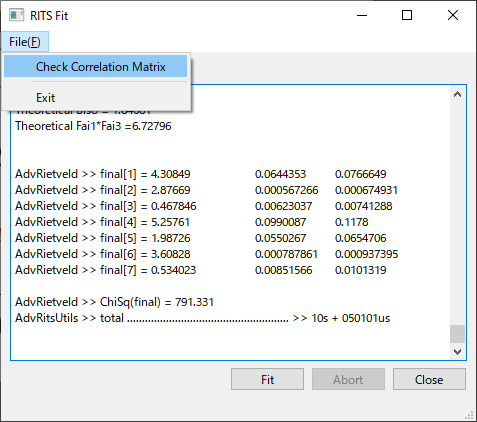 RITS Fit
File(F)
Check Correlation Matrix
Exit
Theoretical Fai1*Fai3 =6.72796
AdvRietveld >> final[1] = 4.30849 0.0644353 0.0766649
AdvRietveld >> final[2] = 2.87669 0.000567266 0.000674931
AdvRietveld >> final[3] = 0.467846 0.00623037 0.00741288
AdvRietveld >> final[4] = 5.25761 0.0990087 0.1178
AdvRietveld >> final[5] = 1.98726 0.0550267 0.0654706
AdvRietveld >> final[6] = 3.60828 0.000787861 0.000937395
AdvRietveld >> final[7] = 0.534023 0.00851566 0.0101319
AdvRietveld >> ChiSq(final) = 791.331
AdvRitsUtils >> total ...................................................... >> 10s + 050101us
Fit Abort Close